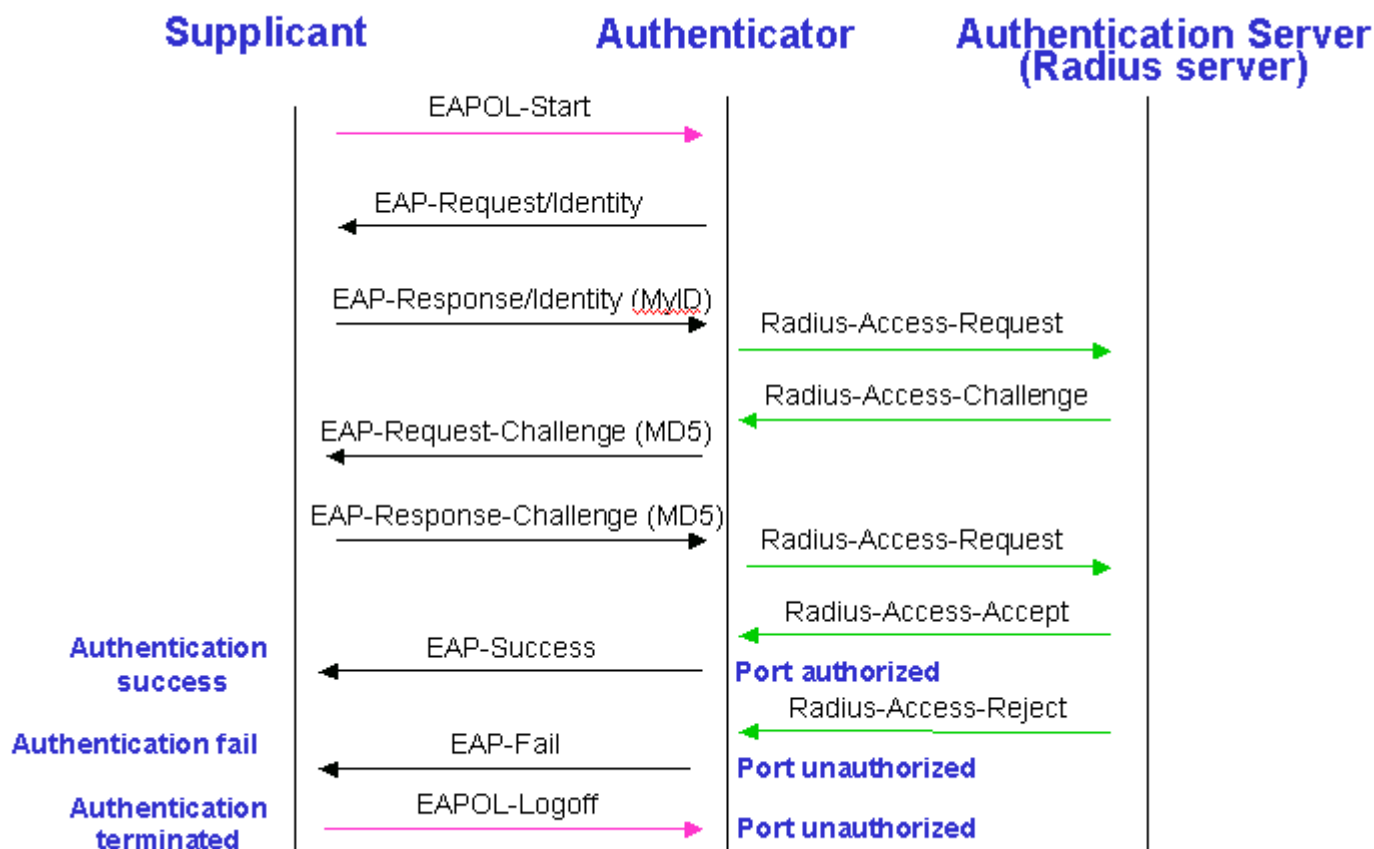 Supplicant
Authenticator
Authentication Server
(Radius server)
EAPOL-Start
EAP-Request/Identity
EAP-Response/Identity (MyID)
Radius-Access-Request
Radius-Access-Challenge
EAP-Request-Challenge (MD5)
EAP-Response-Challenge (MD5)
Radius-Access-Request
Radius-Access-Accept
Authentication
success
EAP-Success
Port authorized
Radius-Access-Reject
Authentication fail
EAP-Fail
Port unauthorized
Authentication
terminated
EAPOL-Logoff
Port unauthorized